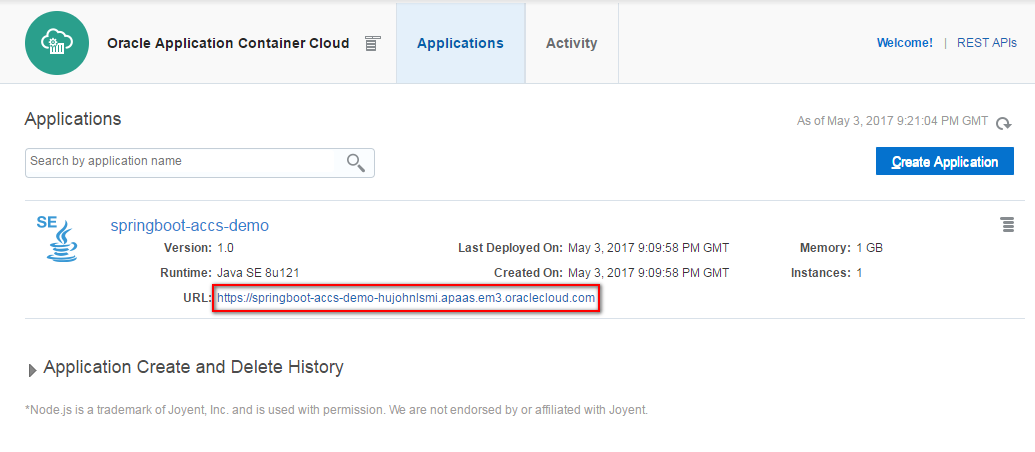 Oracle Application Container Cloud
Applications
Activity
Welcome! | REST APIs
Applications
As of May 3, 2017 9:21:04 PM GMT
Search by application name
Create Application
SE
springboot-accs-demo
Version: 1.0 Last Deployed On: May 3, 2017 9:09:58 PM GMT Memory: 1 GB
Runtime: Java SE 8u121 Created On: May 3, 2017 9:09:58 PM GMT Instances: 1
URL: https://springboot-accs-demo-hujohnlsmi.apaas.em3.oraclecloud.com
Application Create and Delete History
*Node.js is a trademark of Joyent, Inc. and is used with permission. We are not endorsed by or affiliated with Joyent.